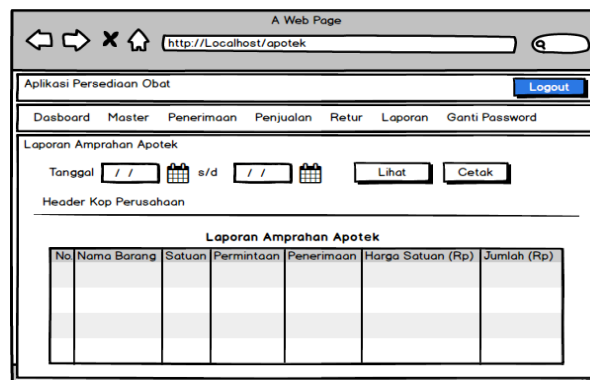 A Web Page
http://Localhost/apotek
Aplikasi Persediaan Obat
Logout
Dasboard Master Penerimaan Penjualan Retur Laporan Ganti Password
Laporan Amprahan Apotek
Tanggal / / s/d / / Lihat Cetak
Header Kop Perusahaan
Laporan Amprahan Apotek
No. Nama Barang Satuan Permintaan Penerimaan Harga Satuan (Rp) Jumlah (Rp)